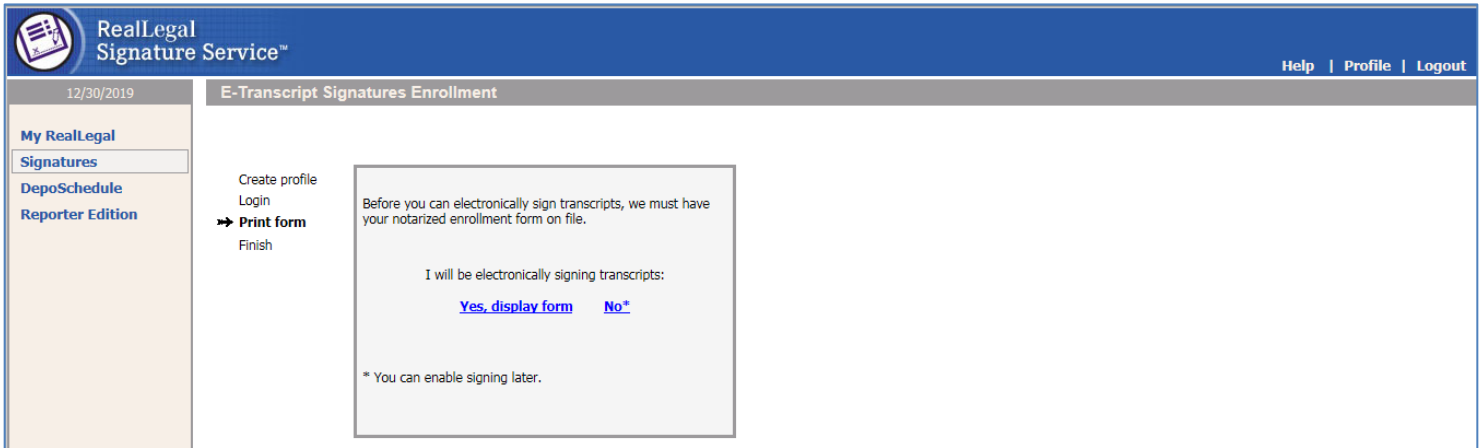 RealLegal
Signature Service™
Help | Profile | Logout
12/30/2019
E-Transcript Signatures Enrollment
My RealLegal
Signatures
DepoSchedule
Reporter Edition
Create profile
Login
Print form
Finish
Before you can electronically sign transcripts, we must have
your notarized enrollment form on file.
I will be electronically signing transcripts:
Yes, display form No*
* You can enable signing later.